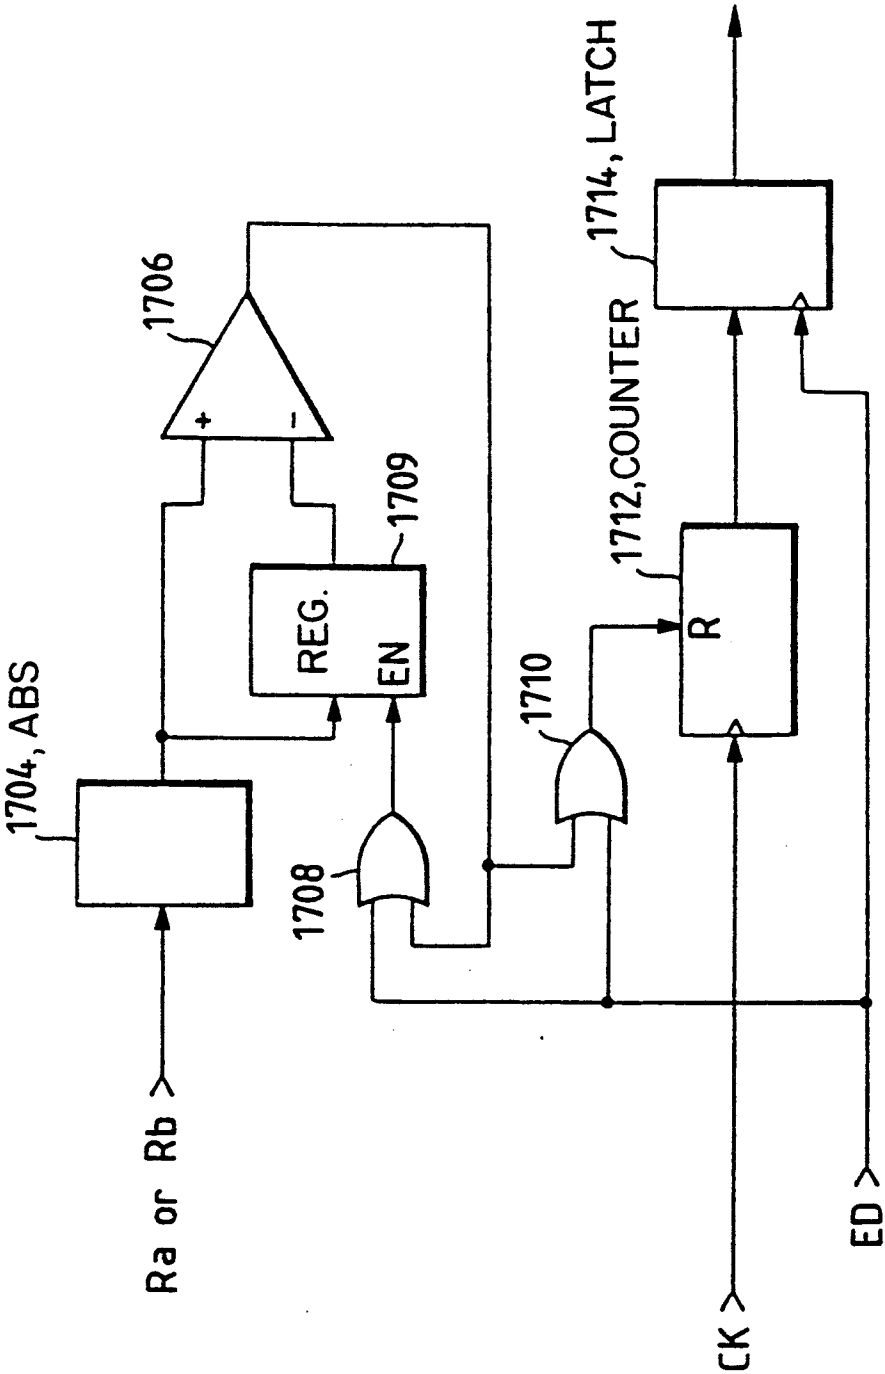 1704, ABS
1706
+
−
REG.
EN
1709
1708
1710
1712,COUNTER
R
1714, LATCH
Ra or Rb
CK
ED